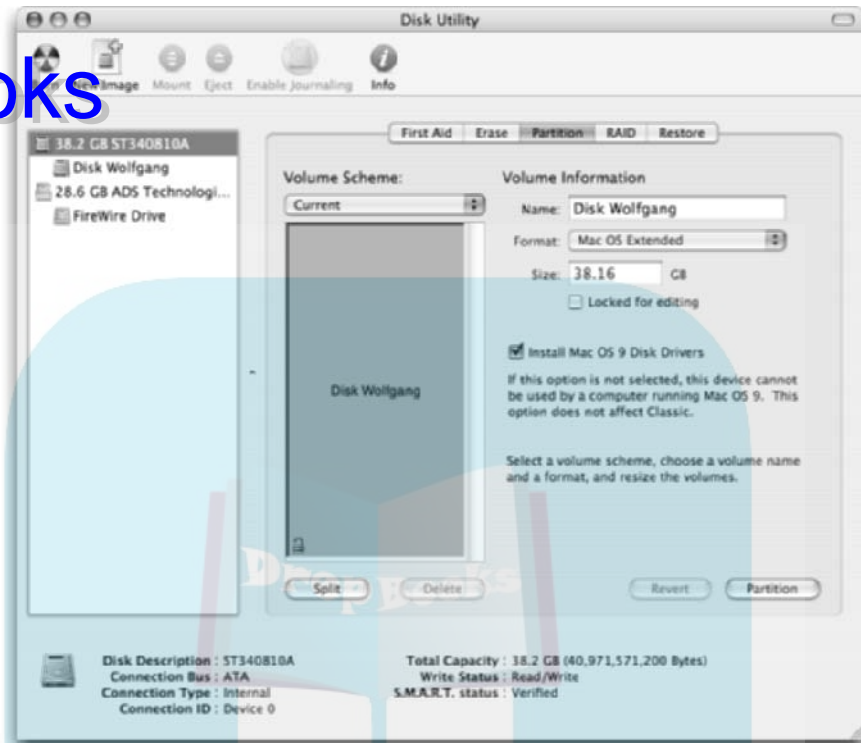 Disk Utility
Burn New Image Mount Eject Enable Journaling Info
oks
38.2 GB ST340810A
Disk Wolfgang
28.6 GB ADS Technologi...
FireWire Drive
First Aid Erase Partition RAID Restore
Volume Scheme:
Current
Disk Wolfgang
Split Delete
Volume Information
Name: Disk Wolfgang
Format: Mac OS Extended
Size: 38.16 GB
Locked for editing
Install Mac OS 9 Disk Drivers
If this option is not selected, this device cannot
be used by a computer running Mac OS 9. This
option does not affect Classic.
Select a volume scheme, choose a volume name
and a format, and resize the volumes.
Revert Partition
Drop Books
Disk Description : ST340810A
Connection Bus : ATA
Connection Type : Internal
Connection ID : Device 0
Total Capacity : 38.2 GB (40,971,571,200 Bytes)
Write Status : Read/Write
S.M.A.R.T. status : Verified